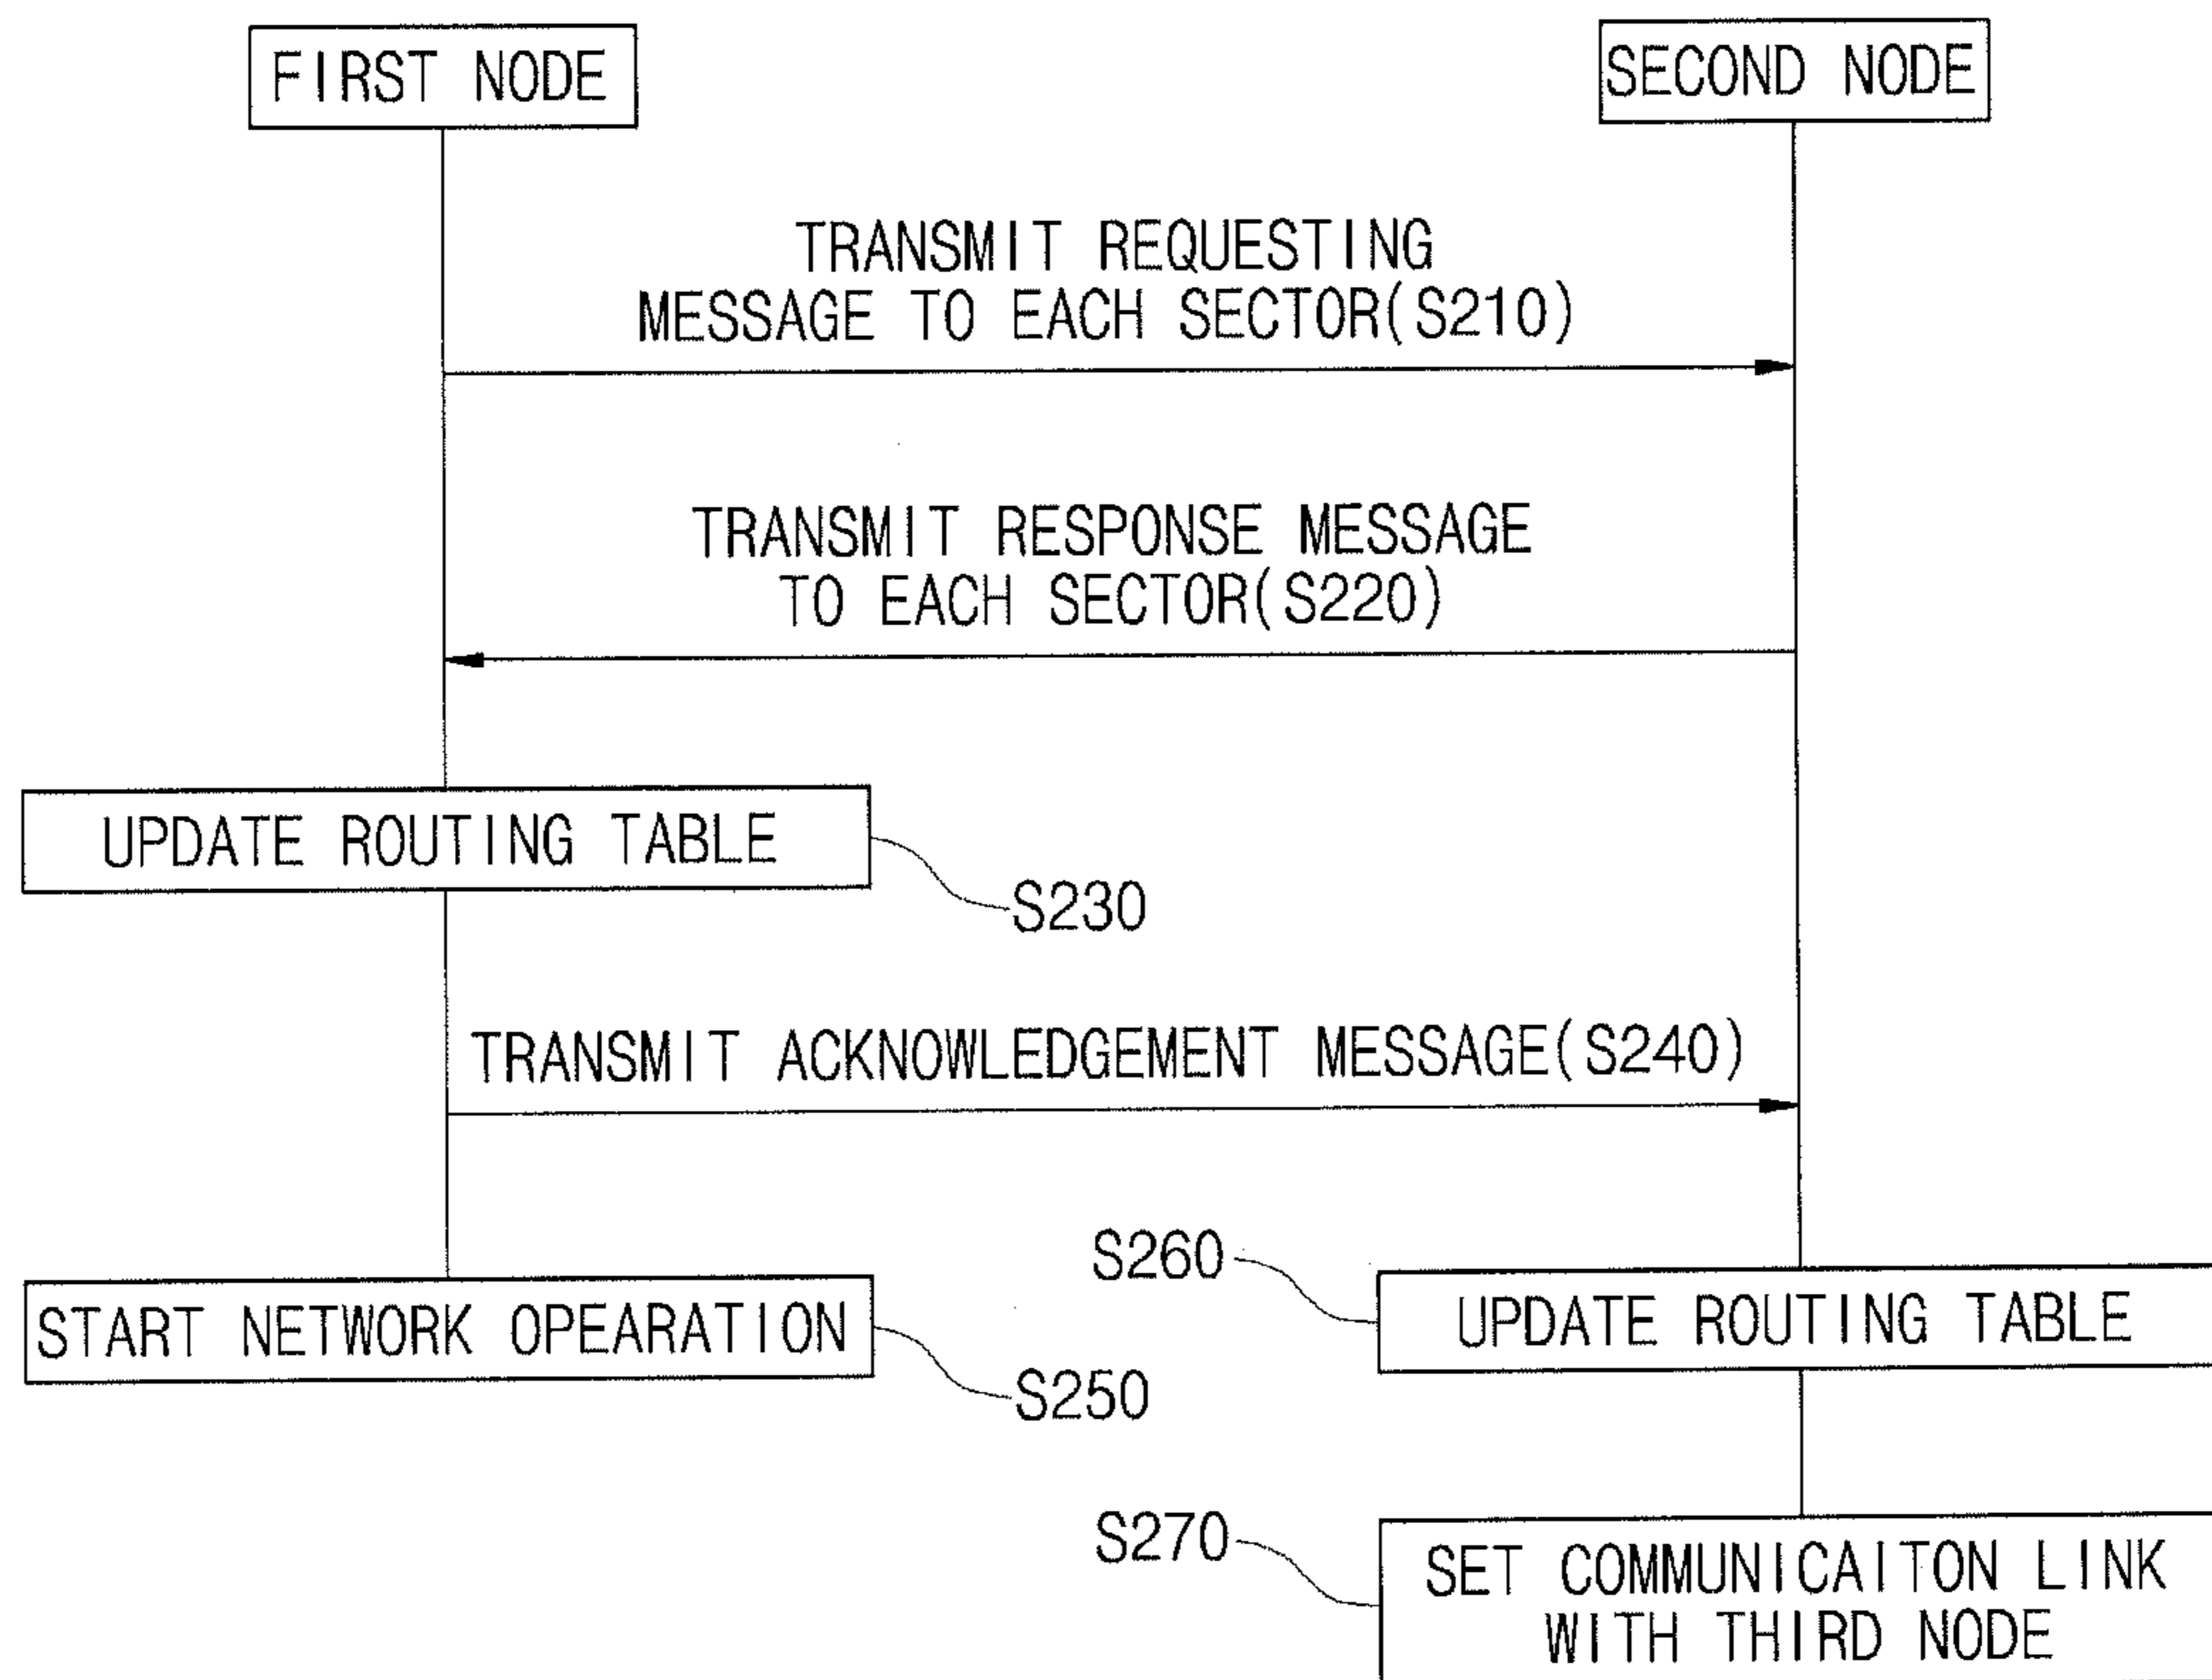 FIRST NODE
SECOND NODE
TRANSMIT REQUESTING
MESSAGE TO EACH SECTOR(S210)
TRANSMIT RESPONSE MESSAGE
TO EACH SECTOR(S220)
UPDATE ROUTING TABLE
S230
TRANSMIT ACKNOWLEDGEMENT MESSAGE(S240)
START NETWORK OPEARATION
S250
S260
UPDATE ROUTING TABLE
S270
SET COMMUNICAITON LINK
WITH THIRD NODE